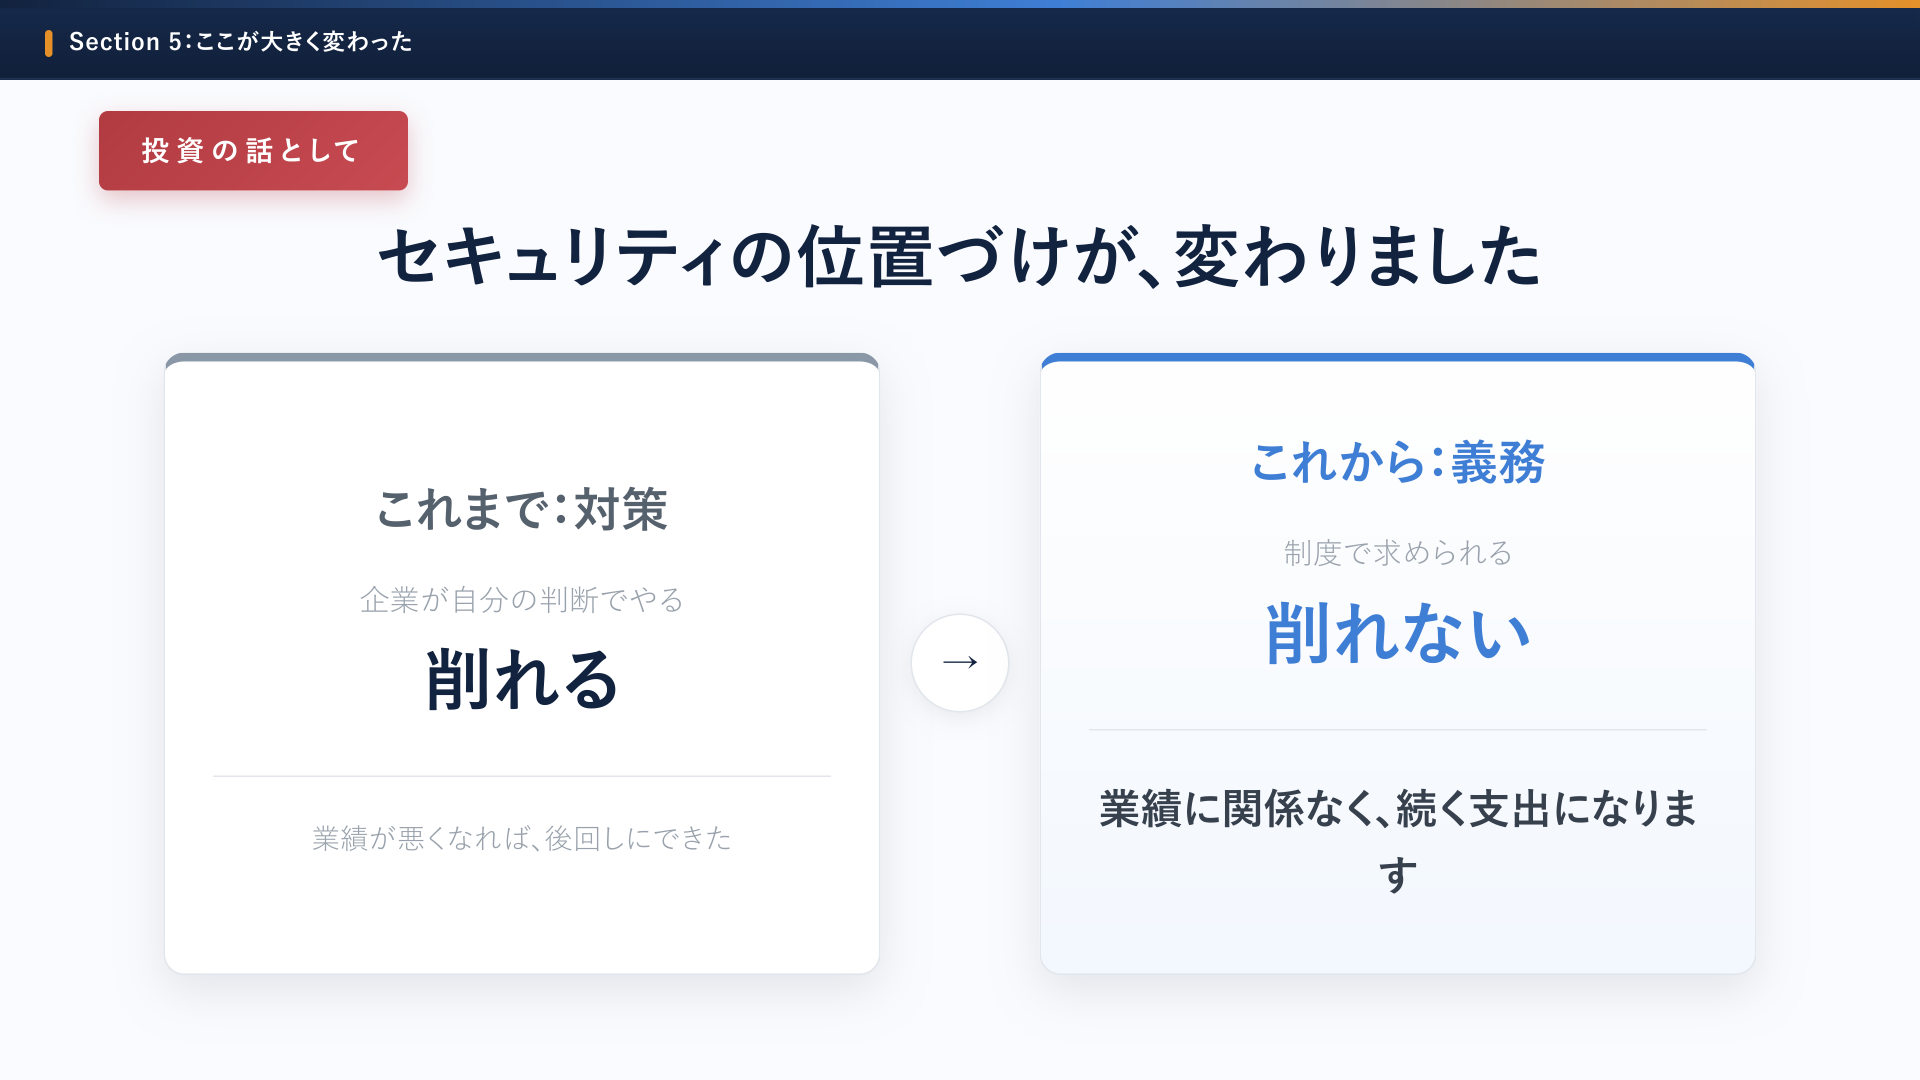 Section 5：ここが大きく変わった
投資の話として
セキュリティの位置づけが、変わりました
これまで：対策
企業が自分の判断でやる
削れる
業績が悪くなれば、後回しにできた
→
これから：義務
制度で求められる
削れない
業績に関係なく、続く支出になりま
す